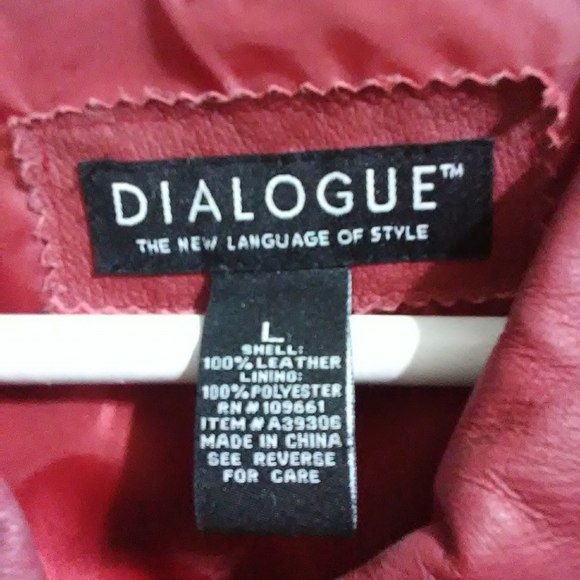 DIALOGUE™
THE NEW LANGUAGE OF STYLE
L
SHELL:
100% LEATHER
LINING:
100% POLYESTER
RN # 109661
ITEM # A39306
MADE IN CHINA
SEE REVERSE
FOR CARE